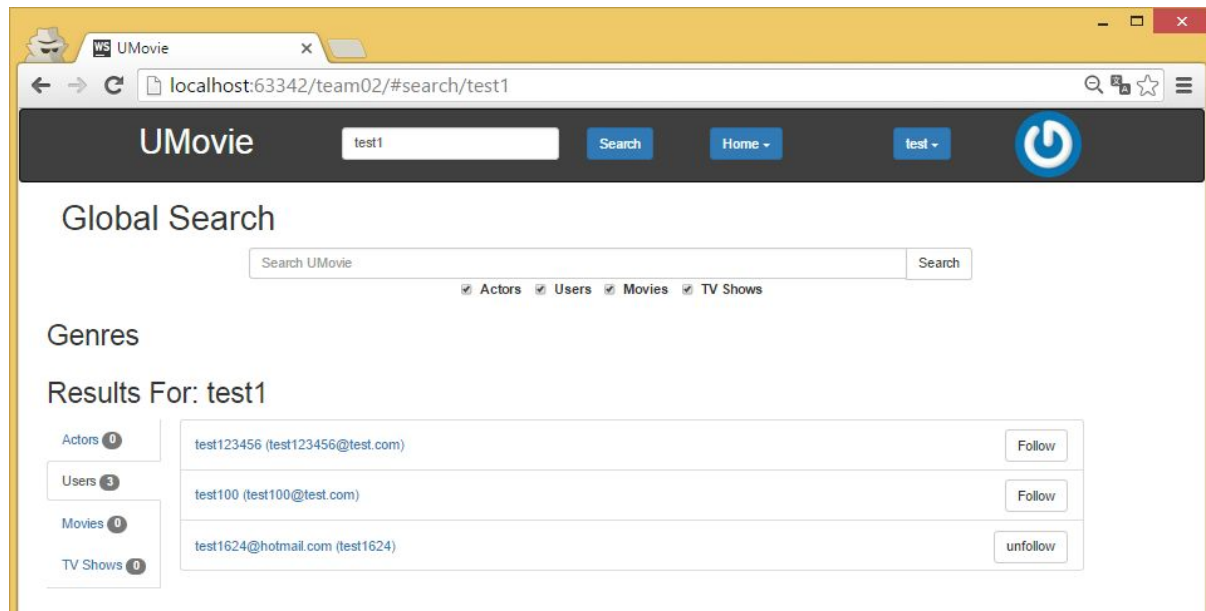 WS UMovie
localhost:63342/team02/#search/test1
UMovie test1 Search Home test
Global Search
Search UMovie Search
Actors Users Movies TV Shows
Genres
Results For: test1
Actors 0
Users 3
Movies 0
TV Shows 0
test123456 (test123456@test.com) Follow
test100 (test100@test.com) Follow
test1624@hotmail.com (test1624) unfollow